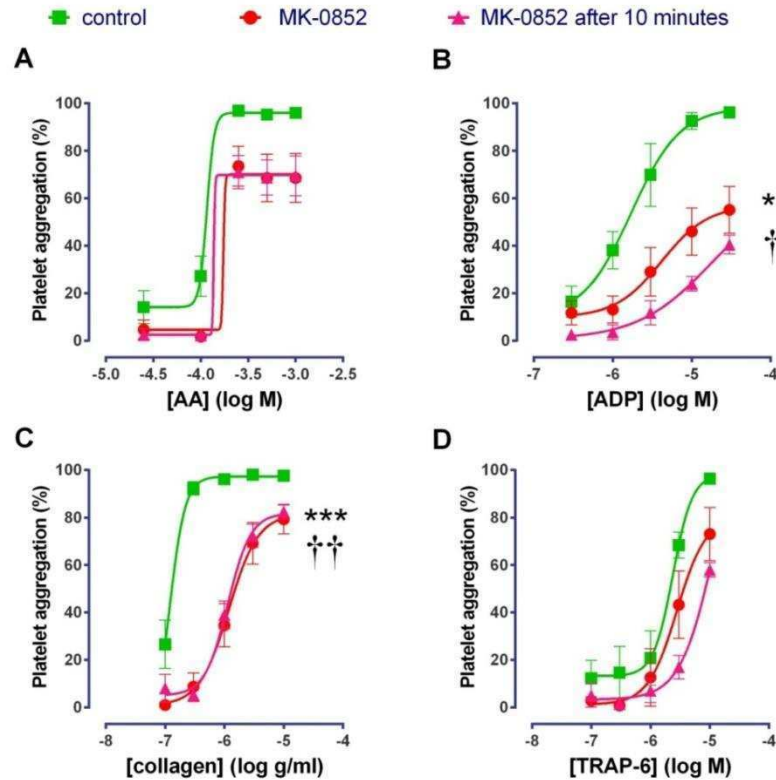 control MK-0852 MK-0852 after 10 minutes
A
Platelet aggregation (%)
100
80
60
40
20
0
-5.0 -4.5 -4.0 -3.5 -3.0 -2.5
[AA] (log M)
B
Platelet aggregation (%)
100
80
60
40
20
0
*
†
-7 -6 -5 -4
[ADP] (log M)
C
Platelet aggregation (%)
100
80
60
40
20
0
***
††
-8 -7 -6 -5 -4 -3
[collagen] (log g/ml)
D
Platelet aggregation (%)
100
80
60
40
20
0
-8 -7 -6 -5 -4
[TRAP-6] (log M)